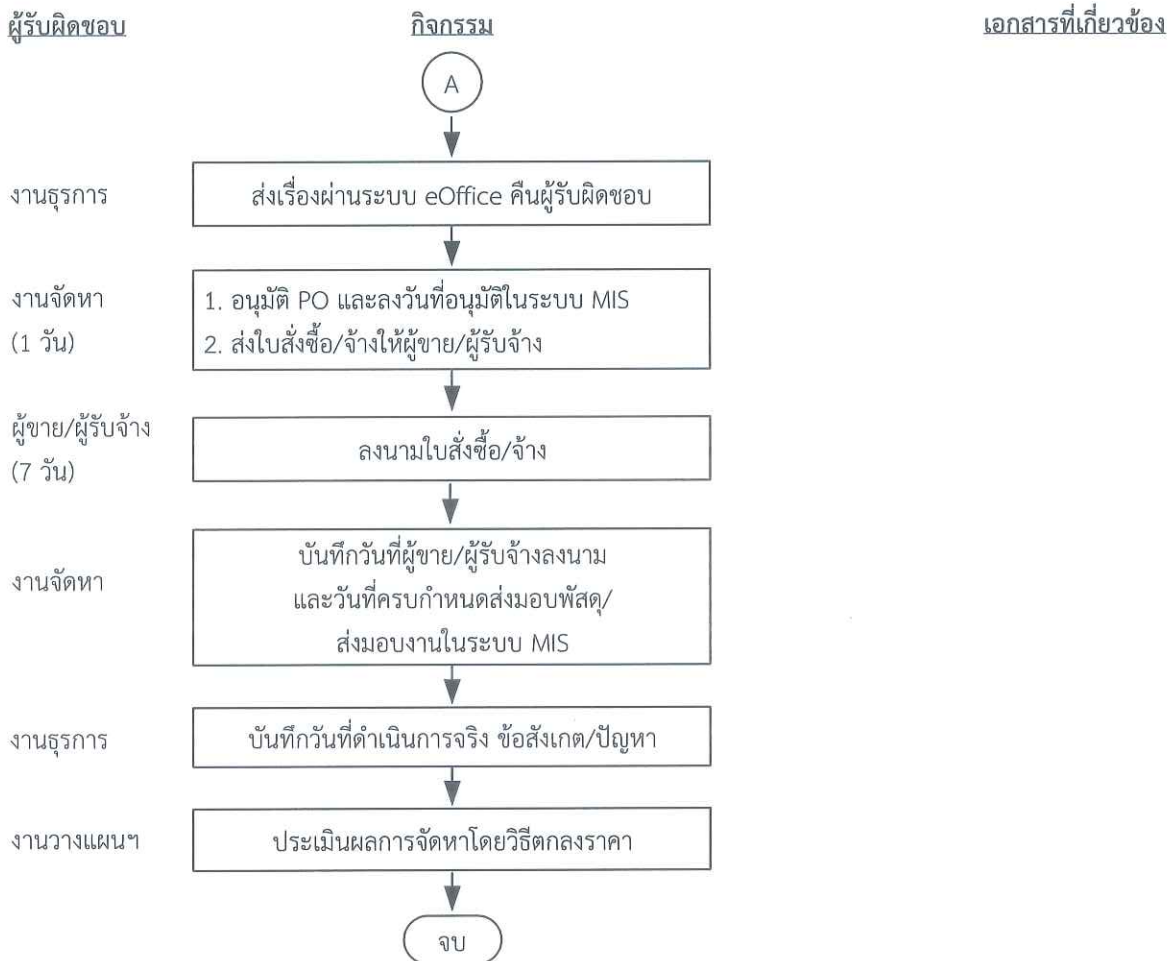 ผู้รับผิดชอบ กิจกรรม เอกสารที่เกี่ยวข้อง
A
งานธุรการ ส่งเรื่องผ่านระบบ eOffice คืนผู้รับผิดชอบ
งานจัดหา 1. อนุมัติ PO และลงวันที่อนุมัติในระบบ MIS
(1 วัน) 2. ส่งใบสั่งซื้อ/จ้างให้ผู้ขาย/ผู้รับจ้าง
ผู้ขาย/ผู้รับจ้าง
ลงนามใบสั่งซื้อ/จ้าง
(7 วัน)
บันทึกวันที่ผู้ขาย/ผู้รับจ้างลงนาม
งานจัดหา และวันที่ครบกำหนดส่งมอบพัสดุ/
ส่งมอบงานในระบบ MIS
งานธุรการ บันทึกวันที่ดำเนินการจริง ข้อสังเกต/ปัญหา
งานวางแผนฯ ประเมินผลการจัดหาโดยวิธีตกลงราคา
จบ